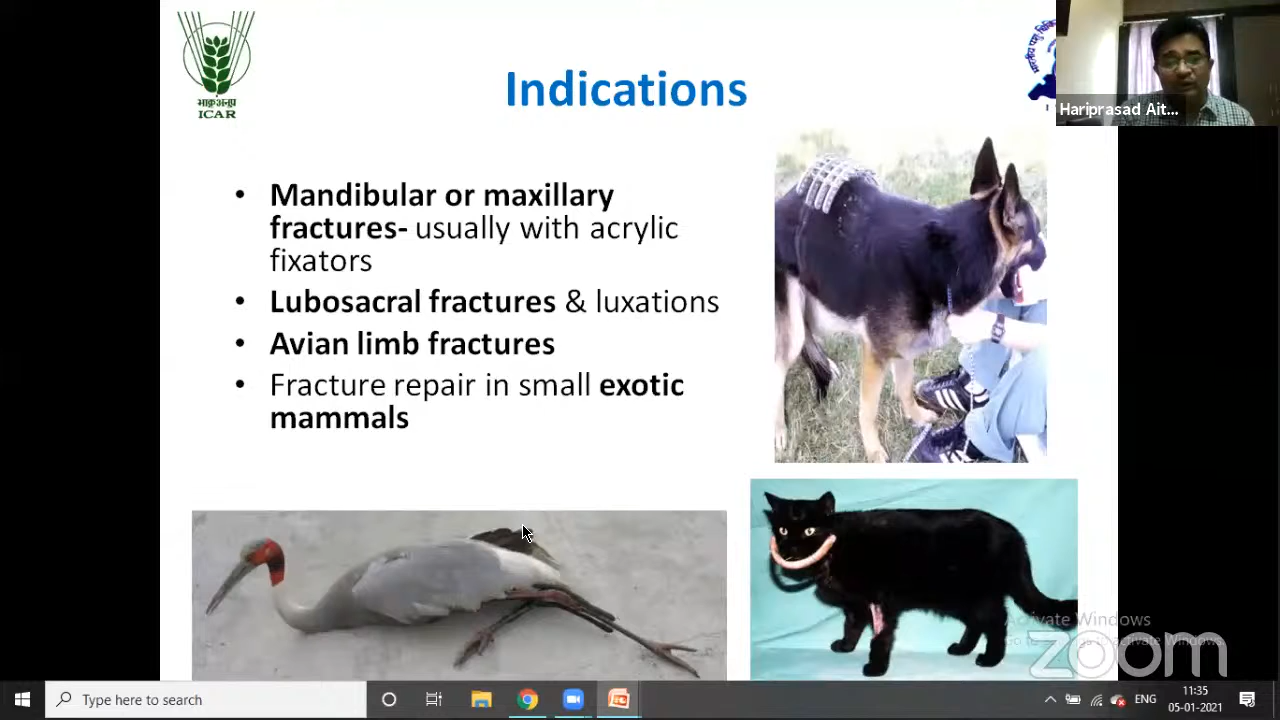 भाकृअनुप
ICAR
Indications
Hariprasad Ait...
• Mandibular or maxillary
fractures- usually with acrylic
fixators
• Lubosacral fractures & luxations
• Avian limb fractures
• Fracture repair in small exotic
mammals
Activate Windows
zoom
Type here to search
ENG
11:35
05-01-2021